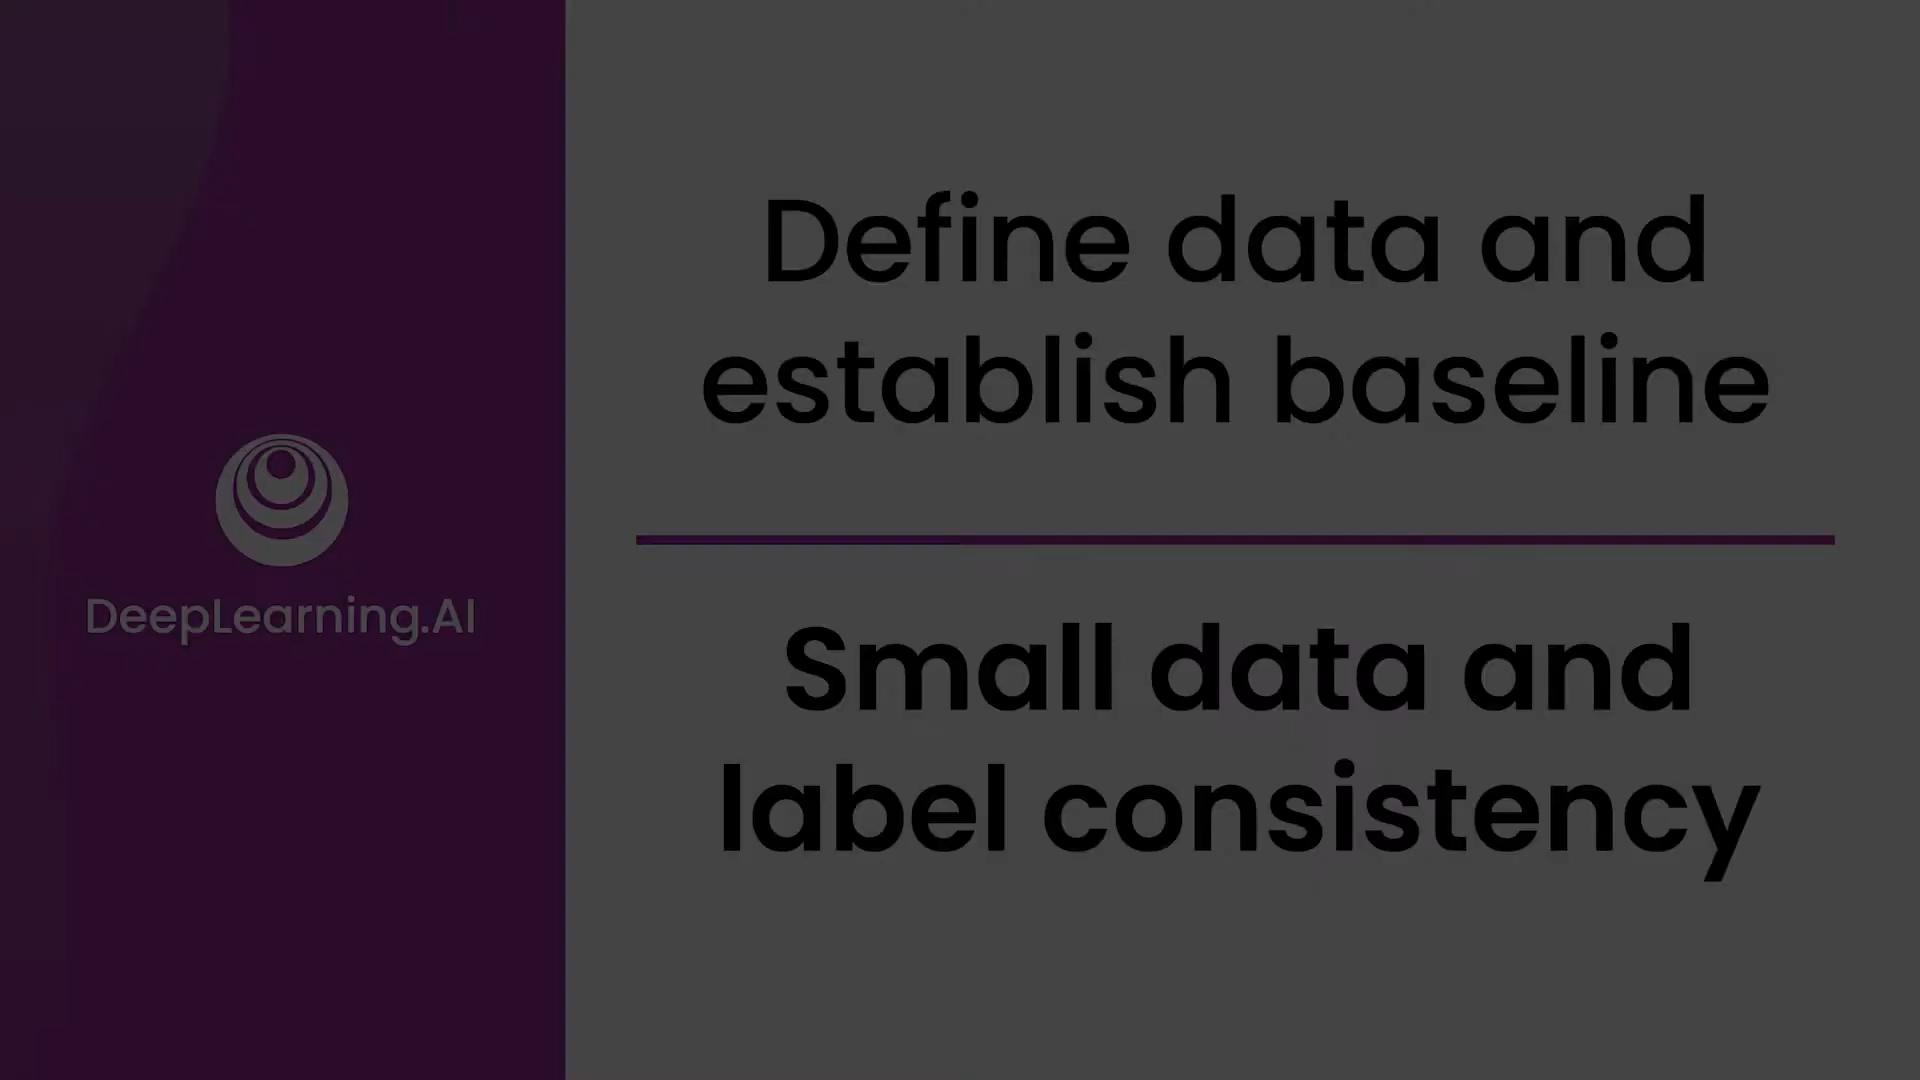 DeepLearning.AI
Define data and
establish baseline
Small data and
label consistency